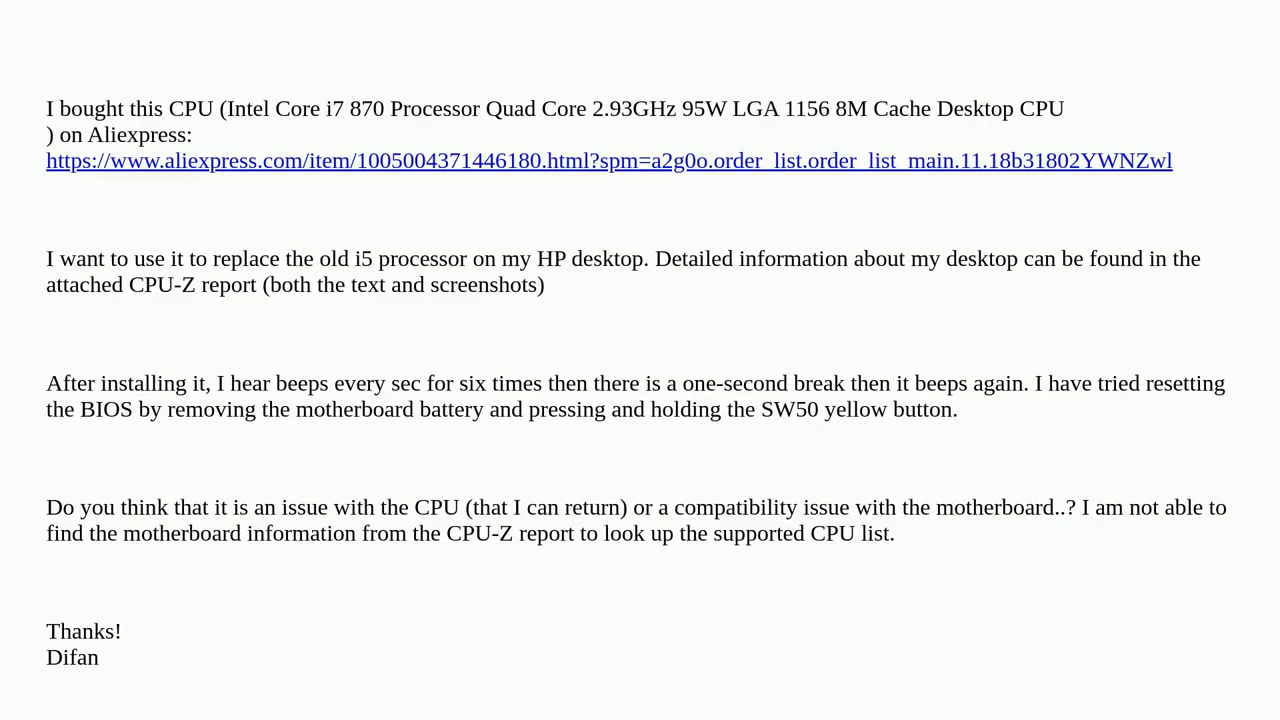 I bought this CPU (Intel Core i7 870 Processor Quad Core 2.93GHz 95W LGA 1156 8M Cache Desktop CPU
) on Aliexpress:
https://www.aliexpress.com/item/1005004371446180.html?spm=a2g0o.order_list.order_list_main.11.18b31802YWNZwl
I want to use it to replace the old i5 processor on my HP desktop. Detailed information about my desktop can be found in the
attached CPU-Z report (both the text and screenshots)
After installing it, I hear beeps every sec for six times then there is a one-second break then it beeps again. I have tried resetting
the BIOS by removing the motherboard battery and pressing and holding the SW50 yellow button.
Do you think that it is an issue with the CPU (that I can return) or a compatibility issue with the motherboard..? I am not able to
find the motherboard information from the CPU-Z report to look up the supported CPU list.
Thanks!
Difan